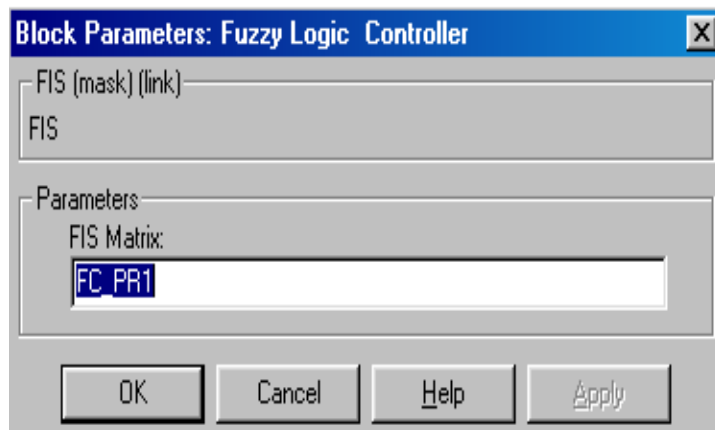 Block Parameters: Fuzzy Logic Controller
FIS (mask) (link)
FIS
Parameters
FIS Matrix:
FC_PR1
OK Cancel Help Apply